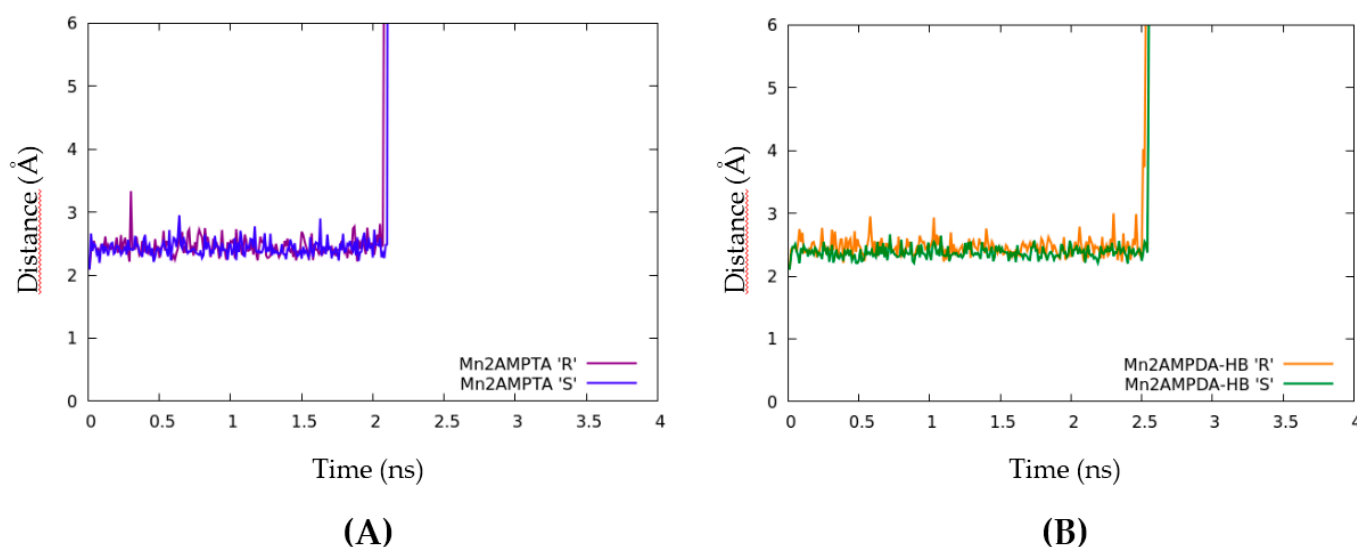 6
5
4
3
2
1
0
Distance (Å)
Mn2AMPTA 'R'
Mn2AMPTA 'S'
0 0.5 1 1.5 2 2.5 3 3.5 4
Time (ns)
(A)
6
5
4
3
2
1
0
Distance (Å)
Mn2AMPDA-HB 'R'
Mn2AMPDA-HB 'S'
0 0.5 1 1.5 2 2.5 3 3.5 4
Time (ns)
(B)